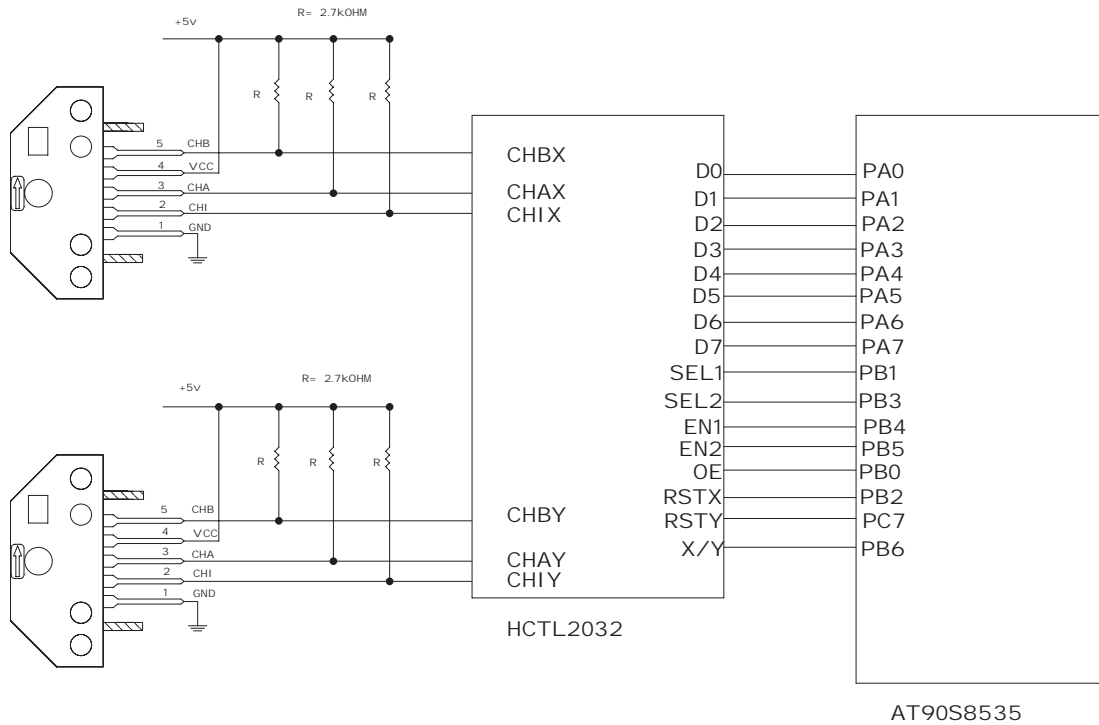 R= 2.7kOHM
+5v
R R R
5 CHB
4 VCC
3 CHA
2 CHI
1 GND
CHBX
CHAX
CHIX
D0 PA0
D1 PA1
D2 PA2
D3 PA3
D4 PA4
D5 PA5
D6 PA6
D7 PA7
SEL1 PB1
SEL2 PB3
EN1 PB4
EN2 PB5
OE PB0
RSTX PB2
RSTY PC7
X/Y PB6
R= 2.7kOHM
+5v
R R R
5 CHB
4 VCC
3 CHA
2 CHI
1 GND
CHBY
CHAY
CHIY
HCTL2032
AT90S8535